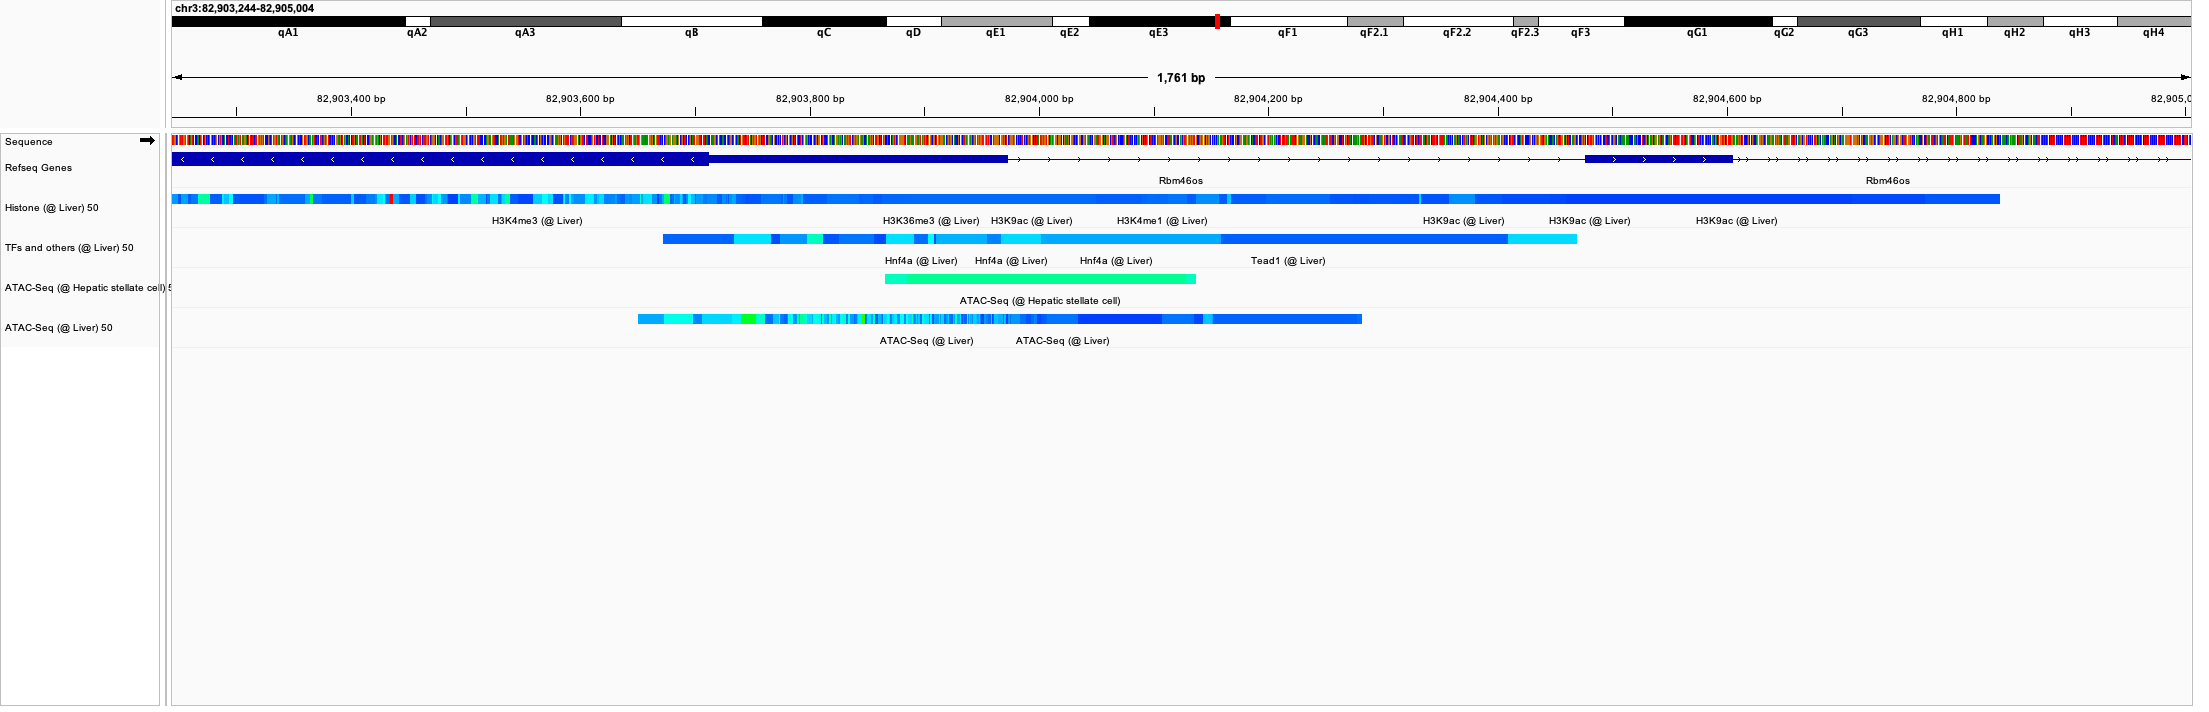 chr3:82,903,244-82,905,004
qA1 qA2 qA3 qB qC qD qE1 qE2 qE3 qF1 qF2.1 qF2.2 qF2.3 qF3 qG1 qG2 qG3 qH1 qH2 qH3 qH4
1,761 bp
82,903,400 bp 82,903,600 bp 82,903,800 bp 82,904,000 bp 82,904,200 bp 82,904,400 bp 82,904,600 bp 82,904,800 bp 82,905,0
Sequence
Refseq Genes
Rbm46os Rbm46os
Histone (@ Liver) 50
H3K4me3 (@ Liver) H3K36me3 (@ Liver) H3K9ac (@ Liver) H3K4me1 (@ Liver) H3K9ac (@ Liver) H3K9ac (@ Liver) H3K9ac (@ Liver)
TFs and others (@ Liver) 50
Hnf4a (@ Liver) Hnf4a (@ Liver) Hnf4a (@ Liver) Tead1 (@ Liver)
ATAC-Seq (@ Hepatic stellate cell) 5
ATAC-Seq (@ Hepatic stellate cell)
ATAC-Seq (@ Liver) 50
ATAC-Seq (@ Liver) ATAC-Seq (@ Liver)